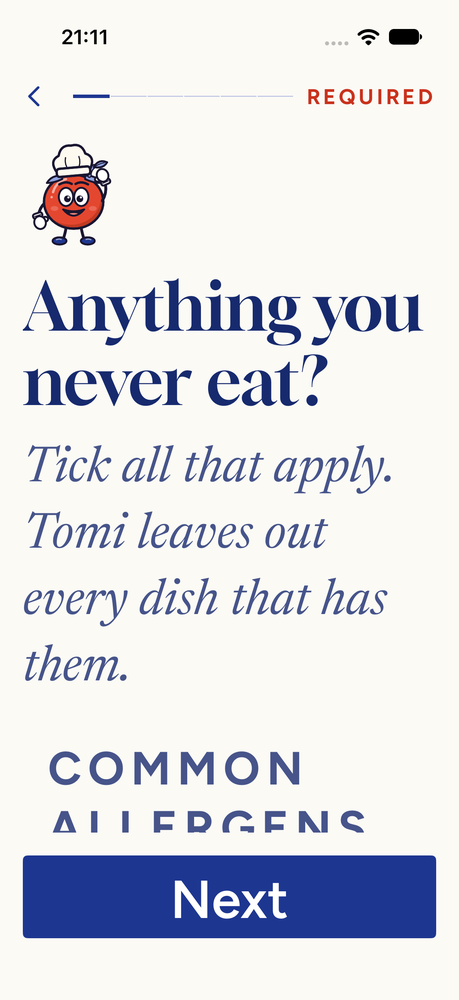 21:11
REQUIRED
Anything you
never eat?
Tick all that apply.
Tomi leaves out
every dish that has
them.
COMMON
ALLERGENS
Next